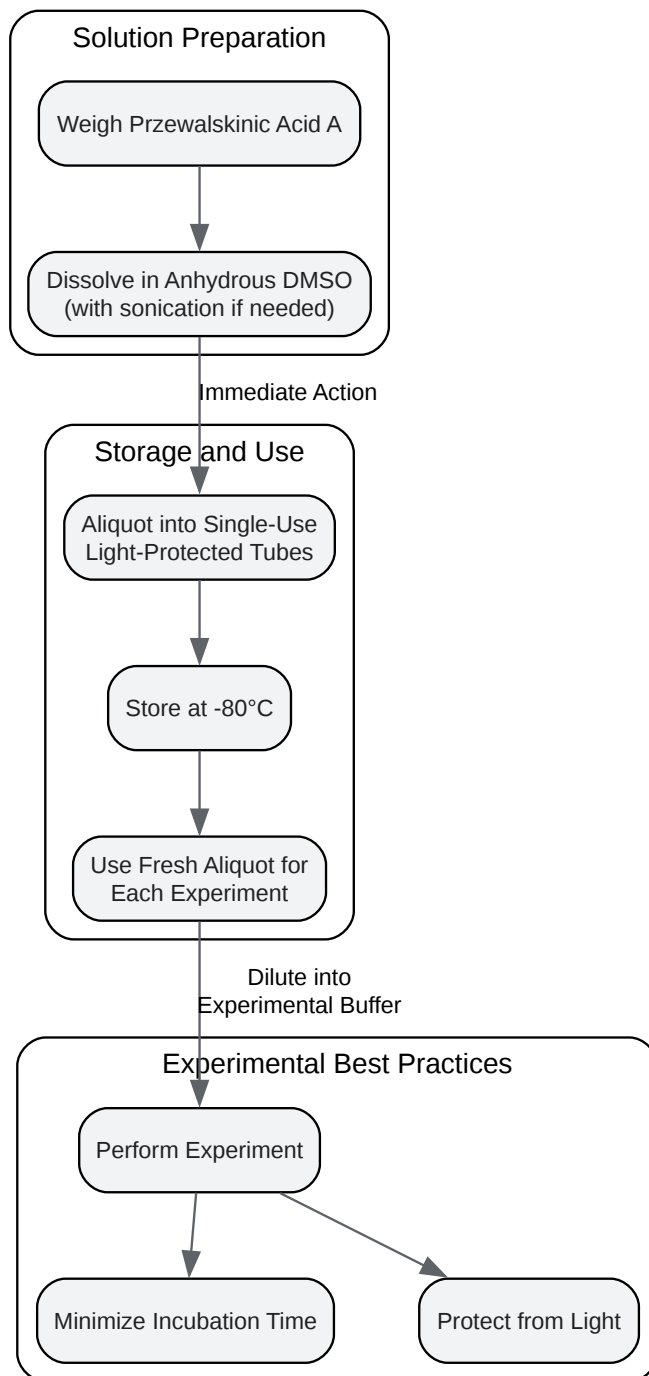 Solution Preparation
Weigh Przewalskinic Acid A
Dissolve in Anhydrous DMSO
(with sonication if needed)
Immediate Action
Storage and Use
Aliquot into Single-Use
Light-Protected Tubes
Store at -80°C
Use Fresh Aliquot for
Each Experiment
Dilute into
Experimental Buffer
Experimental Best Practices
Perform Experiment
Minimize Incubation Time
Protect from Light